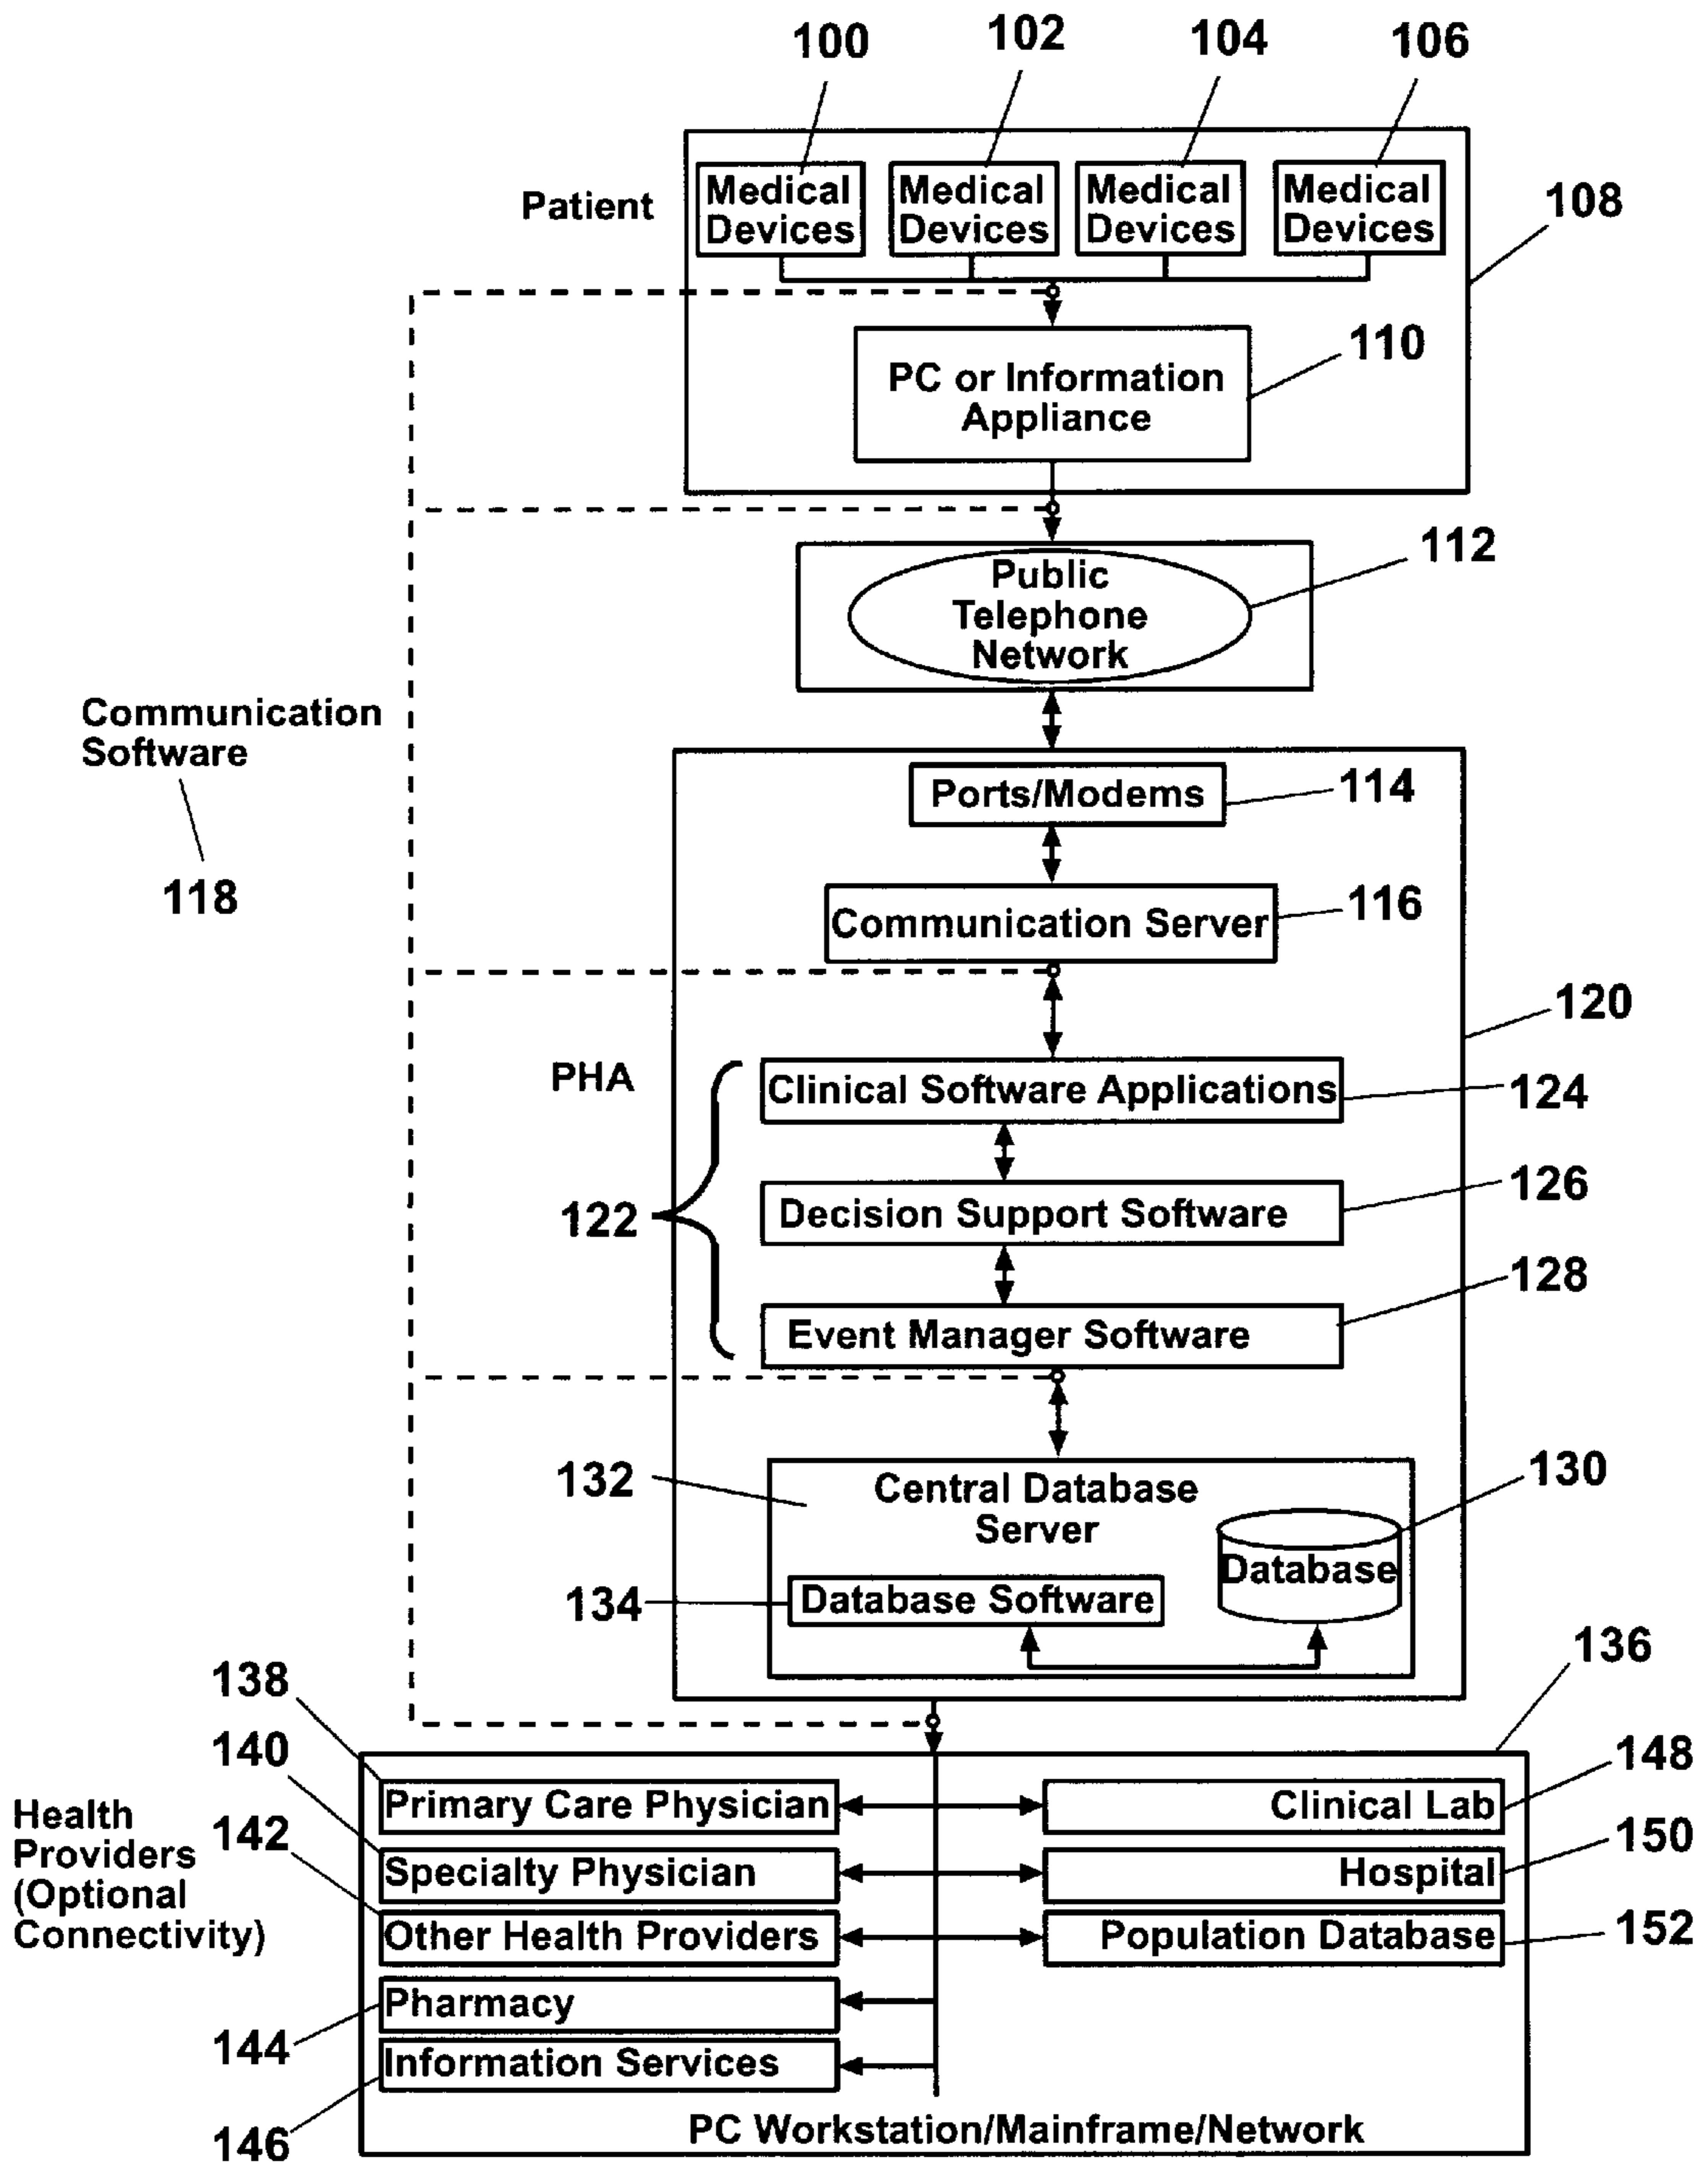 100
102
104
106
Patient
Medical
Devices
Medical
Devices
Medical
Devices
Medical
Devices
108
PC or Information
Appliance
110
Public
Telephone
Network
112
Communication
Software
118
Ports/Modems
114
Communication Server
116
120
PHA
Clinical Software Applications
124
122
Decision Support Software
126
Event Manager Software
128
132
Central Database
Server
130
Database
134
Database Software
136
138
140
142
144
146
Health
Providers
(Optional
Connectivity)
Primary Care Physician
Clinical Lab
148
Specialty Physician
Hospital
150
Other Health Providers
Population Database
152
Pharmacy
Information Services
PC Workstation/Mainframe/Network